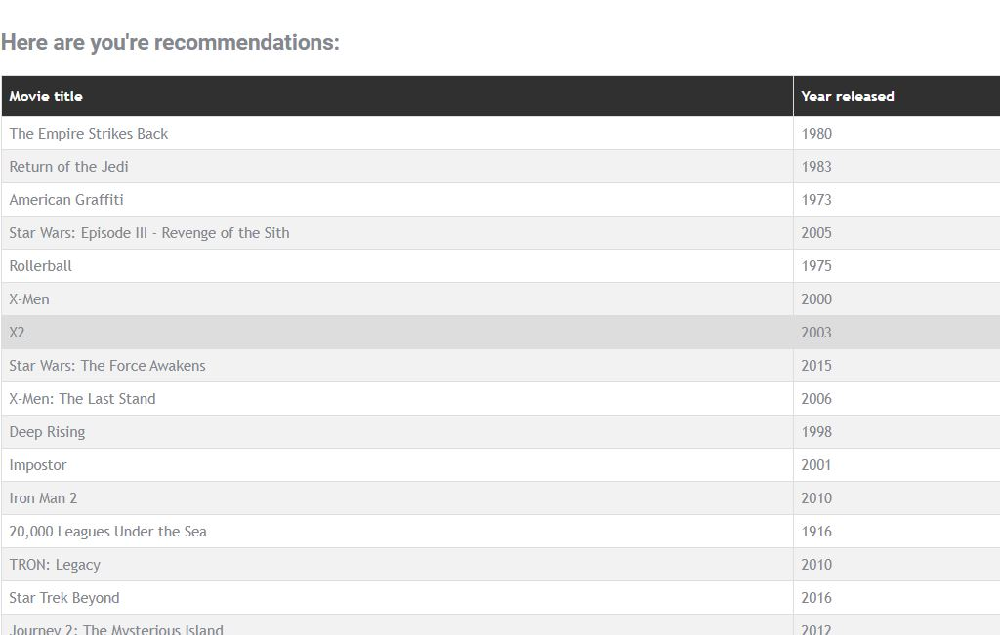 Here are you're recommendations:
Movie title Year released
The Empire Strikes Back 1980
Return of the Jedi 1983
American Graffiti 1973
Star Wars: Episode III - Revenge of the Sith 2005
Rollerball 1975
X-Men 2000
X2 2003
Star Wars: The Force Awakens 2015
X-Men: The Last Stand 2006
Deep Rising 1998
Impostor 2001
Iron Man 2 2010
20,000 Leagues Under the Sea 1916
TRON: Legacy 2010
Star Trek Beyond 2016
Journey 2: The Mysterious Island 2012